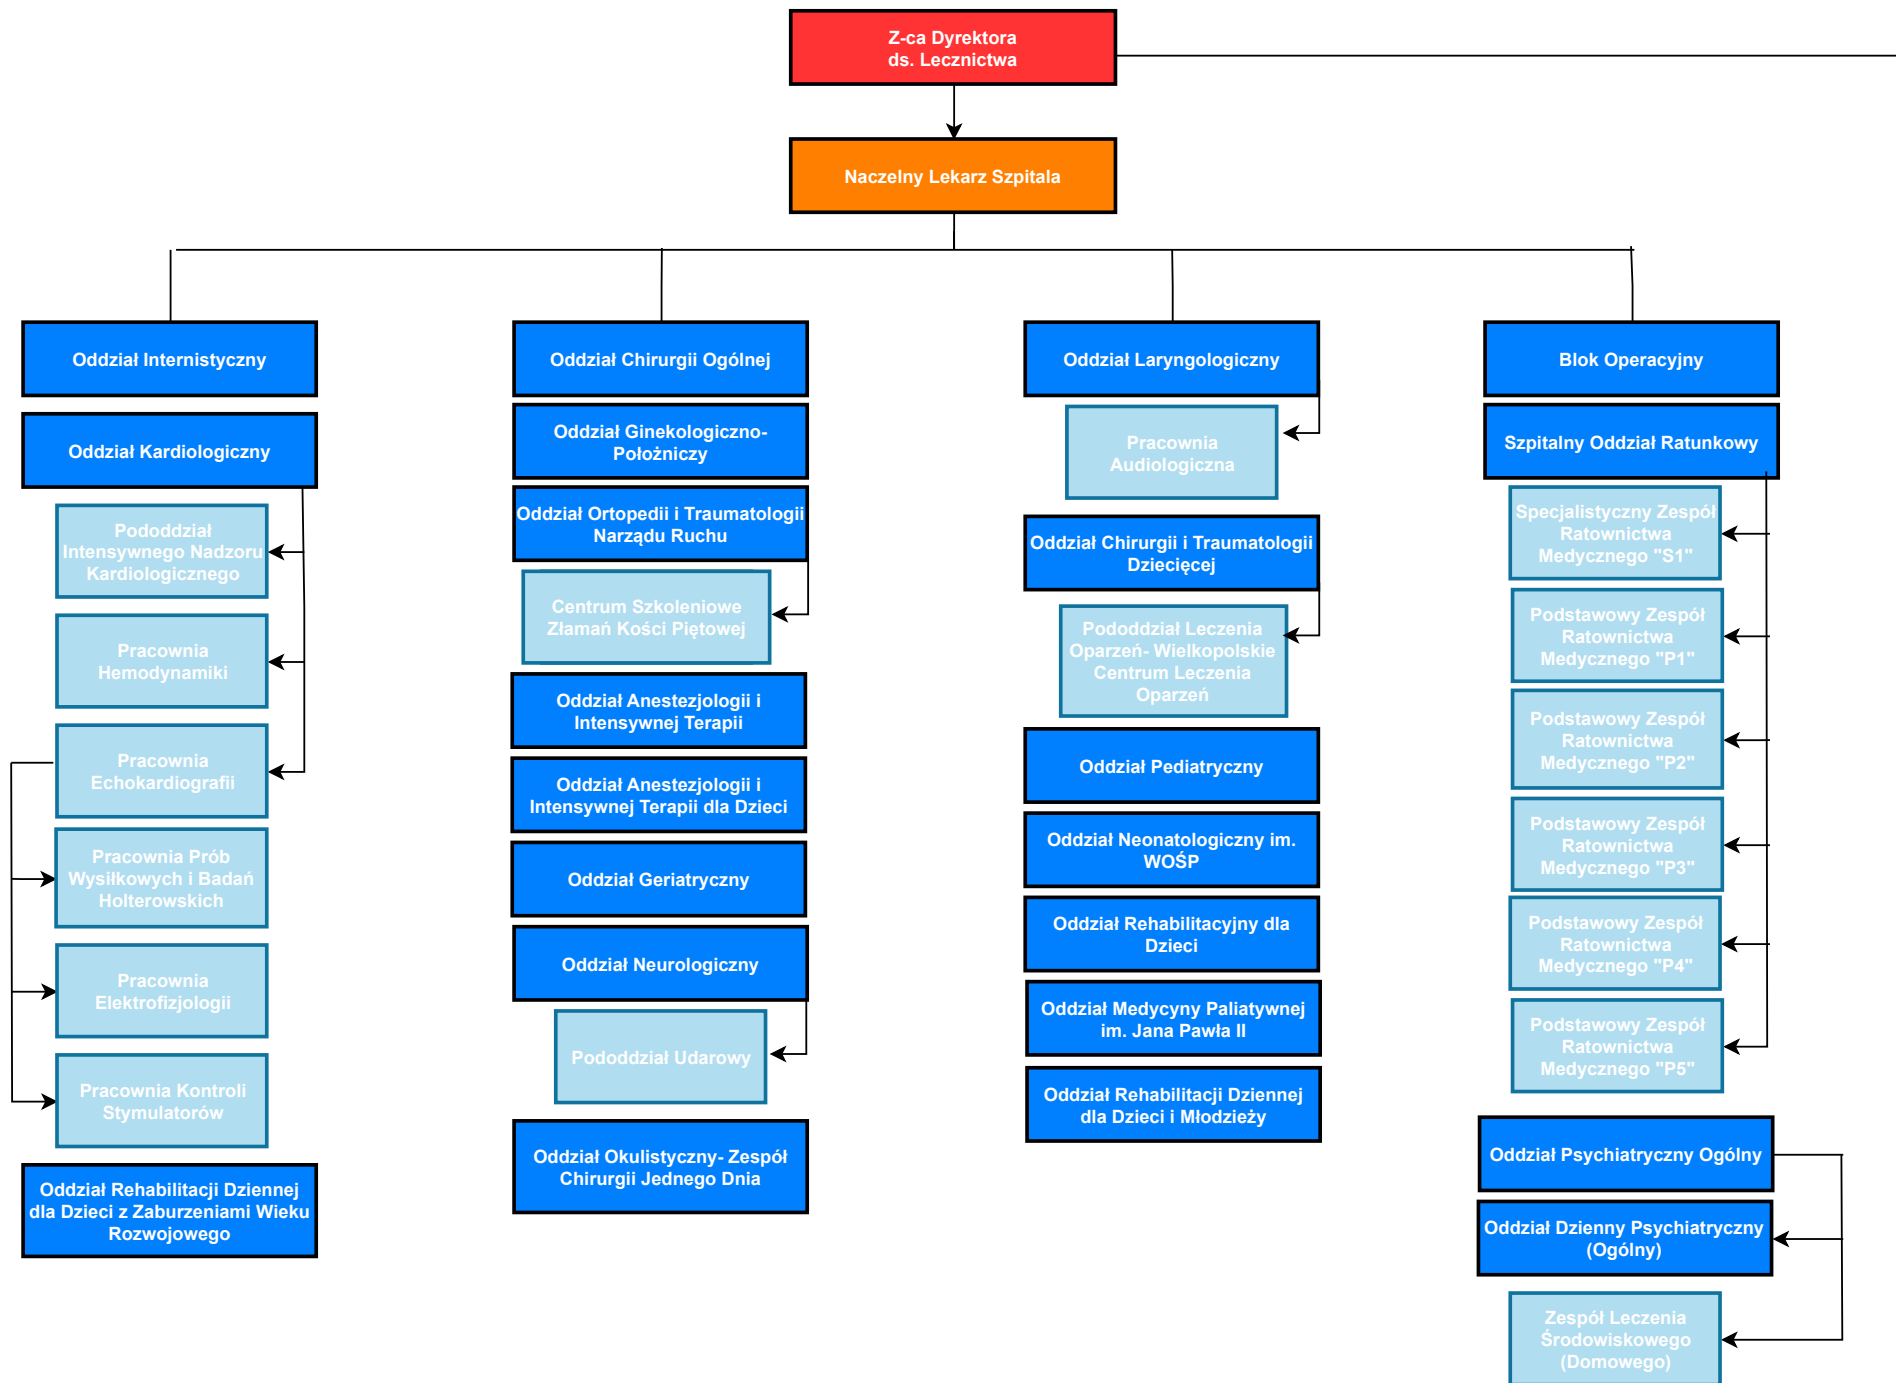 Z-ca Dyrektora
ds. Lecznictwa
Naczelny Lekarz Szpitala
Oddział Internistyczny
Oddział Kardiologiczny
Pododdział
Intensywnego Nadzoru
Kardiologicznego
Pracownia
Hemodynamiki
Pracownia
Echokardiografii
Pracownia Prób
Wysiłkowych i Badań
Holterowskich
Pracownia
Elektrofizjologii
Pracownia Kontroli
Stymulatorów
Oddział Rehabilitacji Dziennej
dla Dzieci z Zaburzeniami Wieku
Rozwojowego
Oddział Chirurgii Ogólnej
Oddział Ginekologiczno-
Położniczy
Oddział Ortopedii i Traumatologii
Narządu Ruchu
Centrum Szkoleniowe
Złamań Kości Piętowej
Oddział Anestezjologii i
Intensywnej Terapii
Oddział Anestezjologii i
Intensywnej Terapii dla Dzieci
Oddział Geriatryczny
Oddział Neurologiczny
Pododdział Udarowy
Oddział Okulistyczny- Zespół
Chirurgii Jednego Dnia
Oddział Laryngologiczny
Pracownia
Audiologiczna
Oddział Chirurgii i Traumatologii
Dziecięcej
Pododdział Leczenia
Oparzeń- Wielkopolskie
Centrum Leczenia
Oparzeń
Oddział Pediatryczny
Oddział Neonatologiczny im.
WOŚP
Oddział Rehabilitacyjny dla
Dzieci
Oddział Medycyny Paliatywnej
im. Jana Pawła II
Oddział Rehabilitacji Dziennej
dla Dzieci i Młodzieży
Blok Operacyjny
Szpitalny Oddział Ratunkowy
Specjalistyczny Zespół
Ratownictwa
Medycznego "S1"
Podstawowy Zespół
Ratownictwa
Medycznego "P1"
Podstawowy Zespół
Ratownictwa
Medycznego "P2"
Podstawowy Zespół
Ratownictwa
Medycznego "P3"
Podstawowy Zespół
Ratownictwa
Medycznego "P4"
Podstawowy Zespół
Ratownictwa
Medycznego "P5"
Oddział Psychiatryczny Ogólny
Oddział Dzienny Psychiatryczny
(Ogólny)
Zespół Leczenia
Środowiskowego
(Domowego)